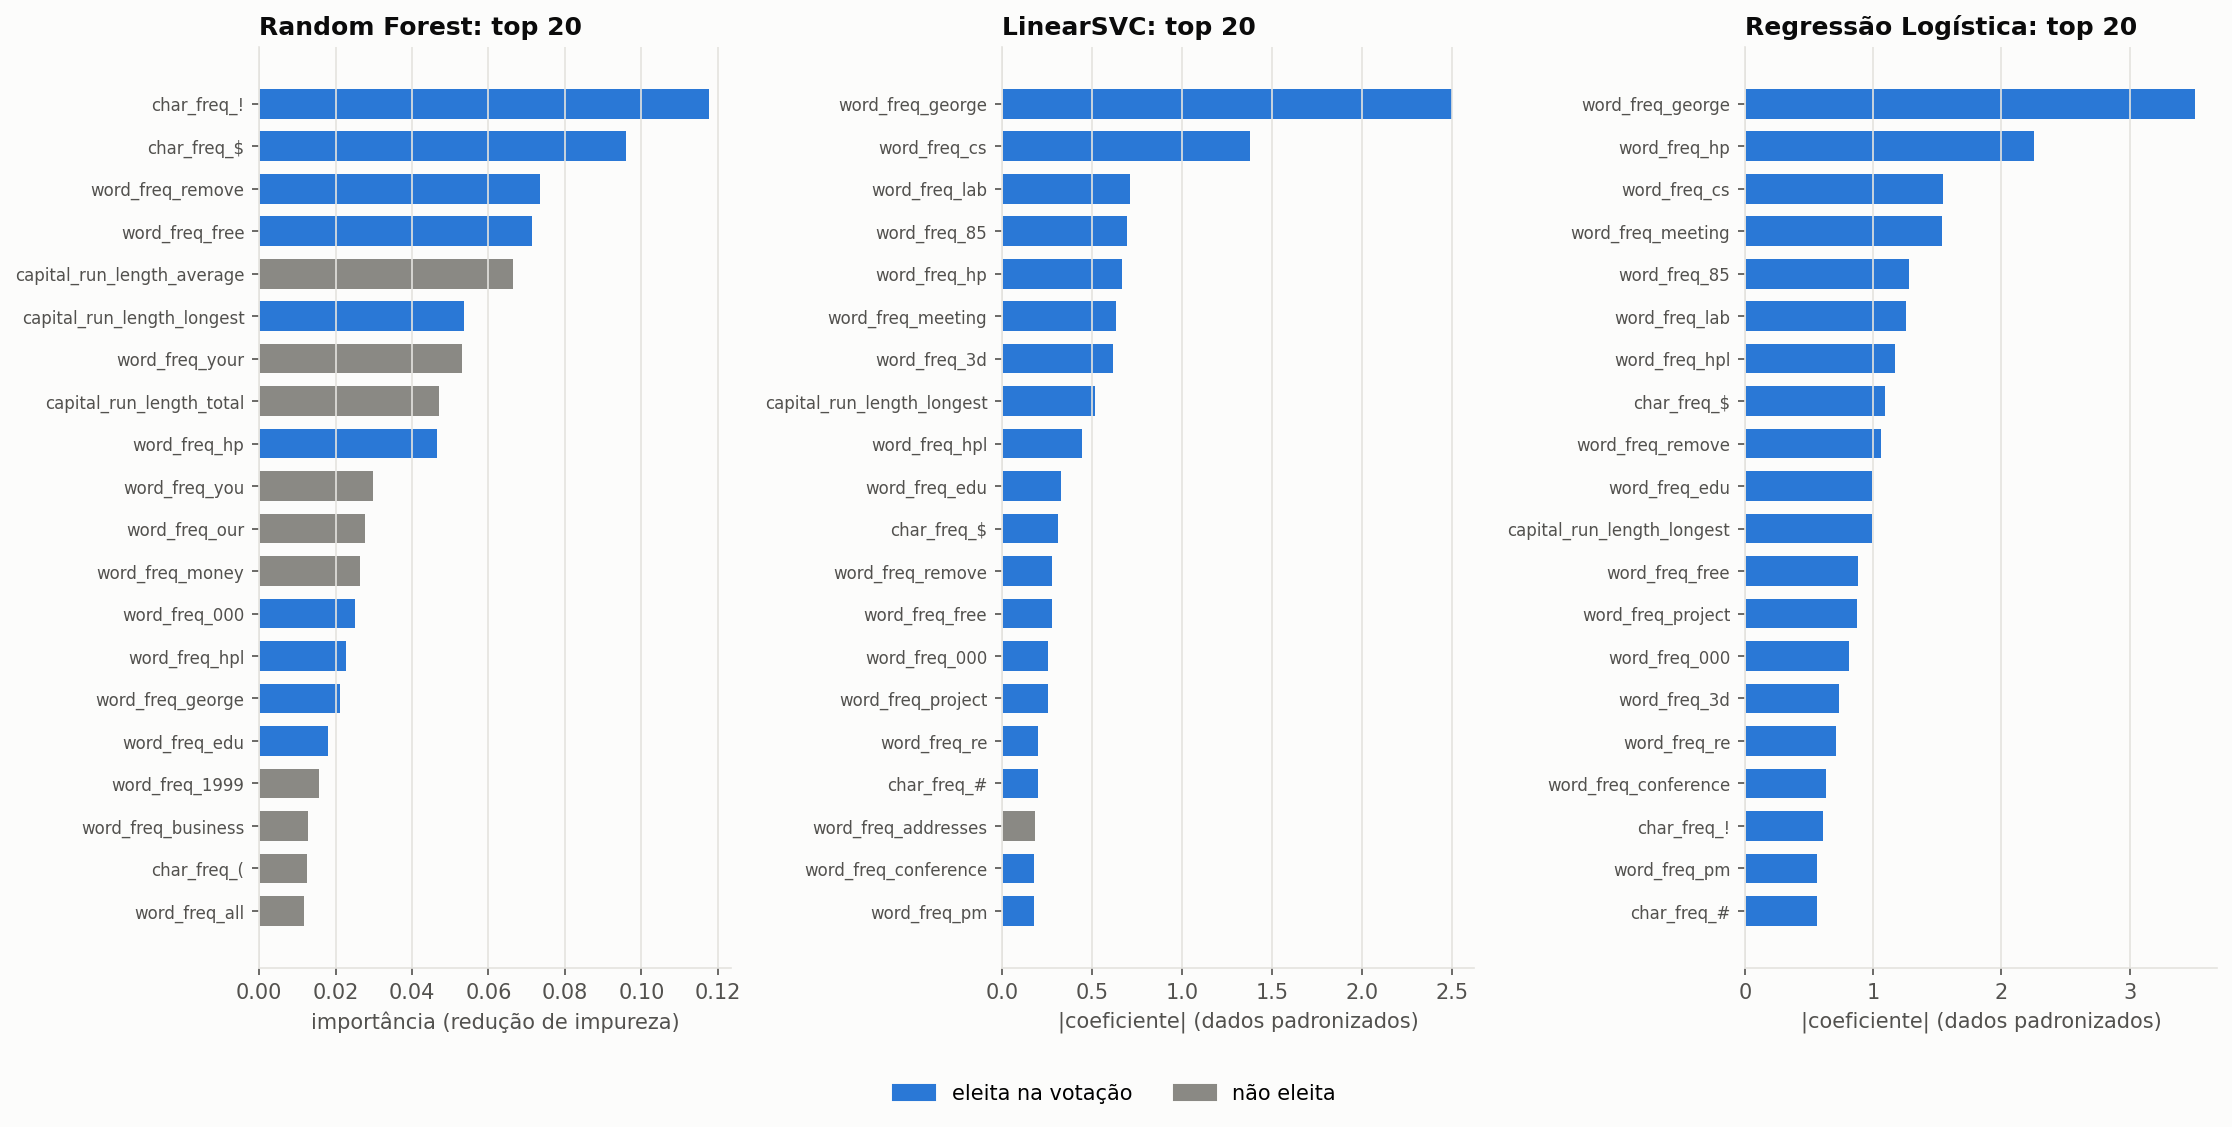 Random Forest: top 20
char_freq_!
char_freq_$
word_freq_remove
word_freq_free
capital_run_length_average
capital_run_length_longest
word_freq_your
capital_run_length_total
word_freq_hp
word_freq_you
word_freq_our
word_freq_money
word_freq_000
word_freq_hpl
word_freq_george
word_freq_edu
word_freq_1999
word_freq_business
char_freq_(
word_freq_all
0.00 0.02 0.04 0.06 0.08 0.10 0.12
importância (redução de impureza)
LinearSVC: top 20
word_freq_george
word_freq_cs
word_freq_lab
word_freq_85
word_freq_hp
word_freq_meeting
word_freq_3d
capital_run_length_longest
word_freq_hpl
word_freq_edu
char_freq_$
word_freq_remove
word_freq_free
word_freq_000
word_freq_project
word_freq_re
char_freq_#
word_freq_addresses
word_freq_conference
word_freq_pm
0.0 0.5 1.0 1.5 2.0 2.5
|coeficiente| (dados padronizados)
Regressão Logística: top 20
word_freq_george
word_freq_hp
word_freq_cs
word_freq_meeting
word_freq_85
word_freq_lab
word_freq_hpl
char_freq_$
word_freq_remove
word_freq_edu
capital_run_length_longest
word_freq_free
word_freq_project
word_freq_000
word_freq_3d
word_freq_re
word_freq_conference
char_freq_!
word_freq_pm
char_freq_#
0 1 2 3
|coeficiente| (dados padronizados)
eleita na votação não eleita